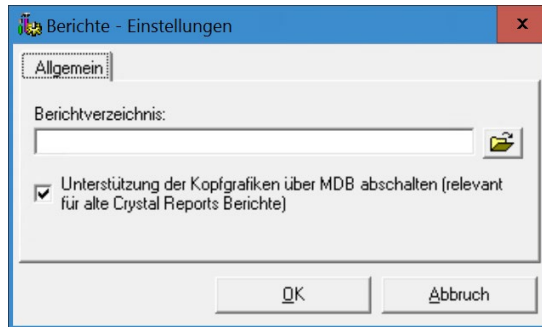 Berichte - Einstellungen
Allgemein
Berichtverzeichnis:
Unterstützung der Kopfgrafiken über MDB abschalten (relevant
für alte Crystal Reports Berichte)
OK
Abbruch